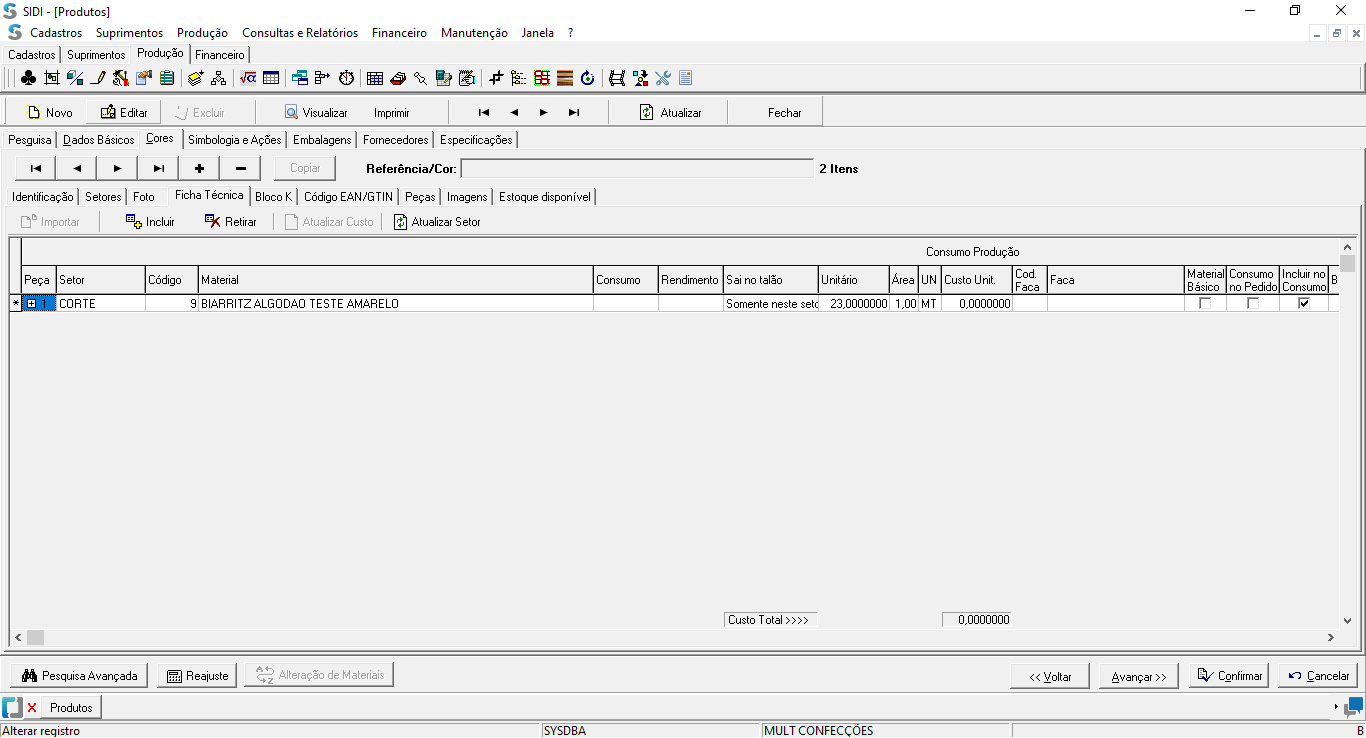 SIDI - [Produtos]
Cadastros Suprimentos Produção Consultas e Relatórios Financeiro Manutenção Janela ?
Cadastros Suprimentos Produção Financeiro
Novo Editar Excluir Visualizar Imprimir Atualizar Fechar
Pesquisa Dados Básicos Cores Simbologia e Ações Embalagens Fornecedores Especificações
Copiar Referência/Cor: 2 Itens
Identificação Setores Foto Ficha Técnica Bloco K Código EAN/GTIN Peças Imagens Estoque disponível
Importar Incluir Retirar Atualizar Custo Atualizar Setor
Consumo Produção
Peça Setor Código Material Consumo Rendimento Sai no talão Unitário Área UN Custo Unit. Cod. Faca Faca Material Básico Consumo no Pedido Incluir no Consumo B
* 1 CORTE 9 BIARRITZ ALGODAO TESTE AMARELO Somente neste seto 23,0000000 1,00 MT 0,0000000
Custo Total >>>> 0,0000000
Pesquisa Avançada Reajuste Alteração de Materiais << Voltar Avançar >> Confirmar Cancelar
Produtos
Alterar registro SYSDBA MULT CONFECÇÕES B